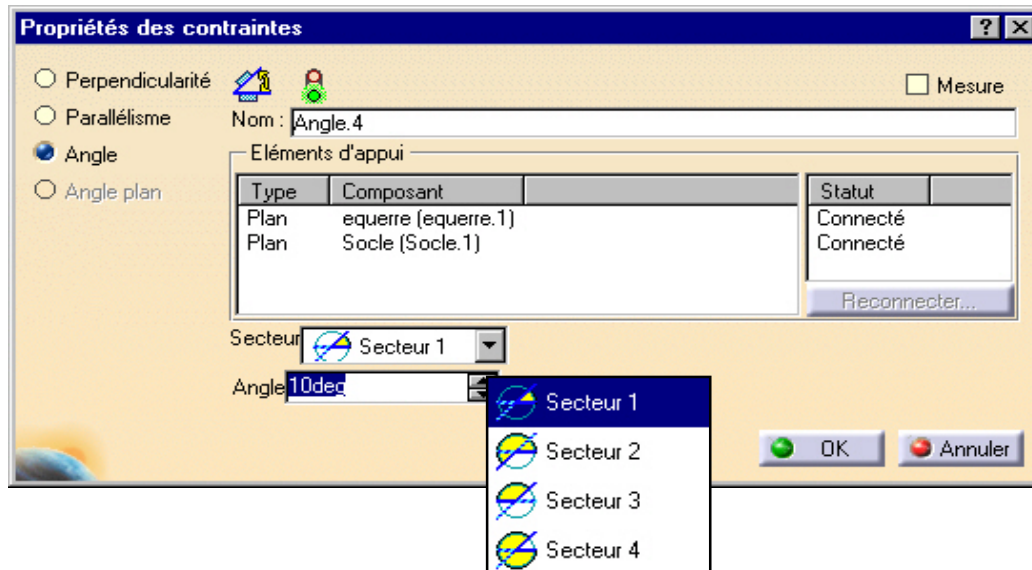 Propriétés des contraintes
Perpendicularité
Mesure
Parallélisme
Nom : Angle.4
Angle
Eléments d'appui
Angle plan
Type Composant Statut
Plan equerre (equerre.1) Connecté
Plan Socle (Socle.1) Connecté
Reconnecter...
Secteur Secteur 1
Angle 10deg
Secteur 1
Secteur 2
OK Annuler
Secteur 3
Secteur 4